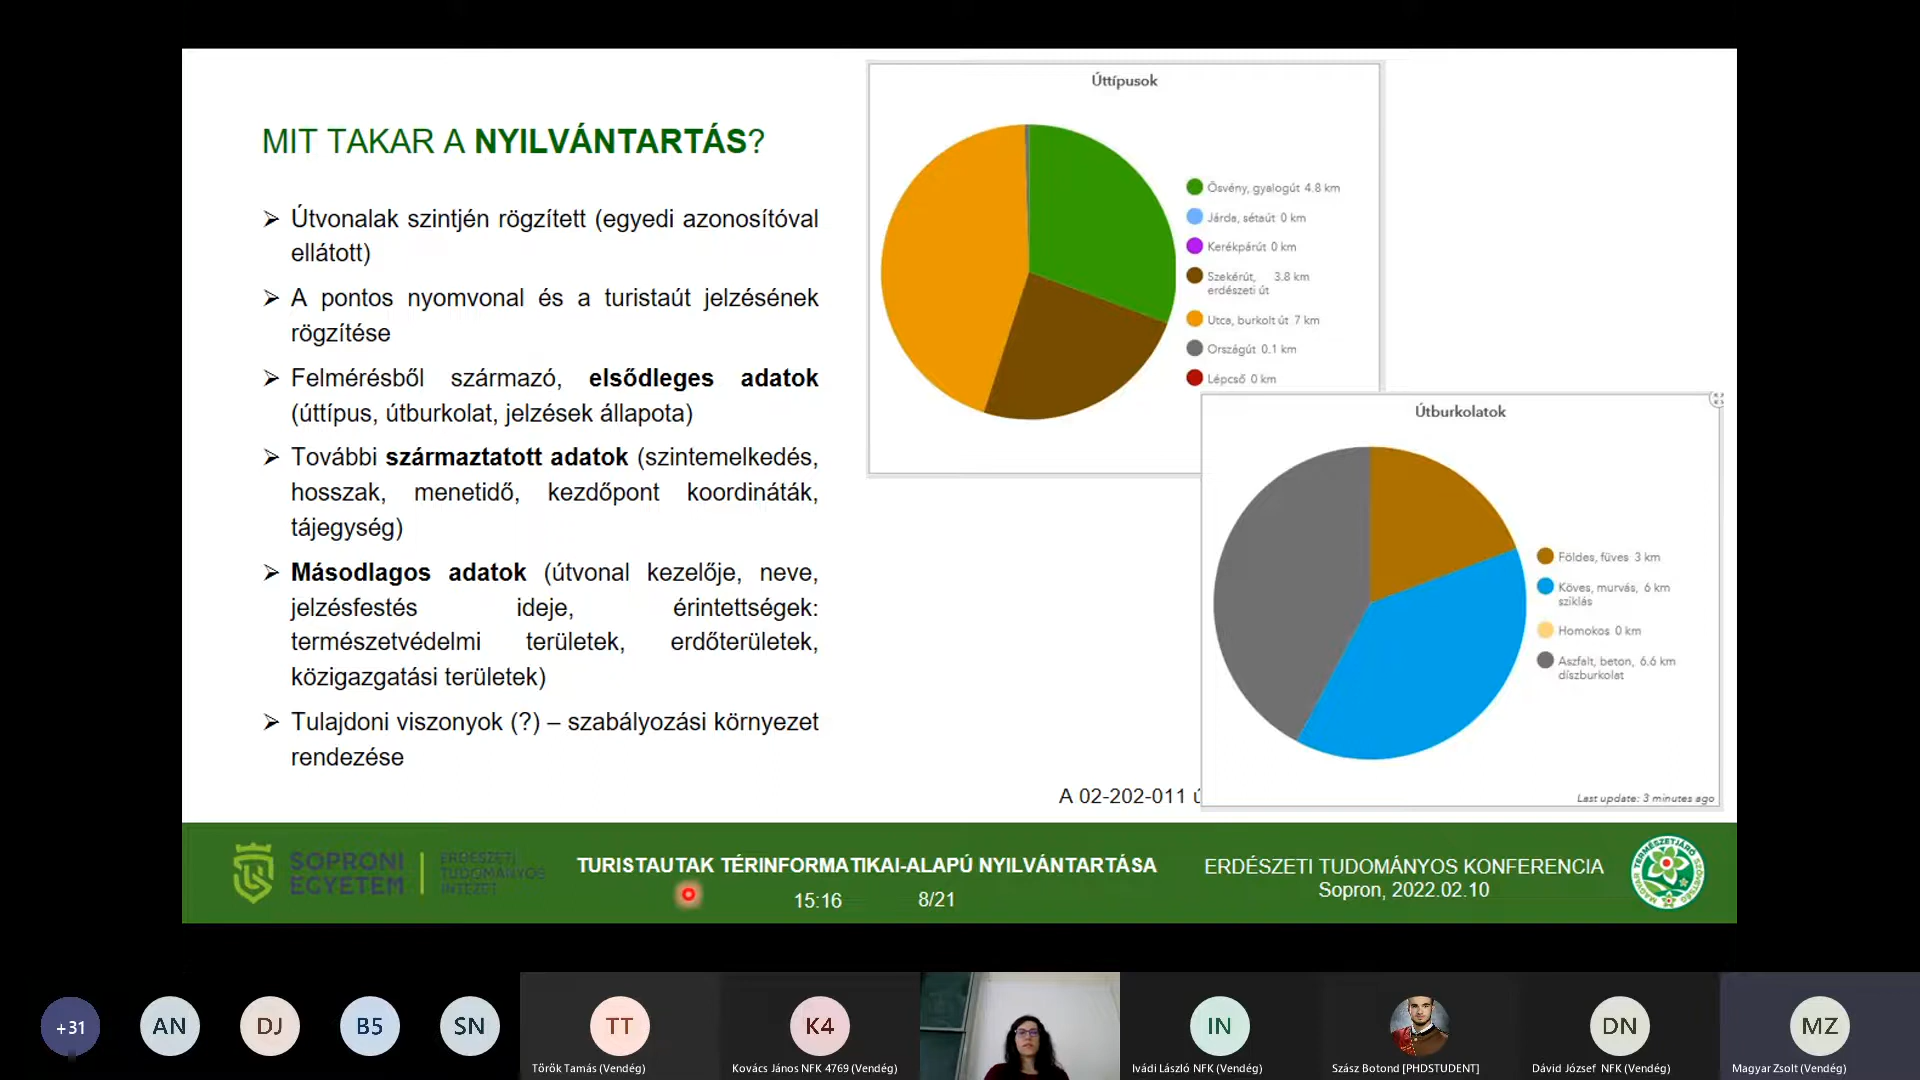 MIT TAKAR A NYILVÁNTARTÁS?
➢ Útvonalak szintjén rögzített (egyedi azonosítóval
ellátott)
➢ A pontos nyomvonal és a turistaút jelzésének
rögzítése
➢ Felmérésből származó, elsődleges adatok
(úttípus, útburkolat, jelzések állapota)
➢ További származtatott adatok (szintemelkedés,
hosszak, menetidő, kezdőpont koordináták,
tájegység)
➢ Másodlagos adatok (útvonal kezelője, neve,
jelzésfestés ideje, érintettségek:
természetvédelmi területek, erdőterületek,
közigazgatási területek)
➢ Tulajdoni viszonyok (?) – szabályozási környezet
rendezése
Úttípusok
Ösvény, gyalogút 4.8 km
Járda, sétaút 0 km
Kerékpárút 0 km
Szekérút, 3.8 km
erdészeti út
Utca, burkolt út 7 km
Országút 0.1 km
Lépcső 0 km
Útburkolatok
Földes, füves 3 km
Köves, murvás, 6 km
sziklás
Homokos 0 km
Aszfalt, beton, 6.6 km
díszburkolat
Last update: 3 minutes ago
A 02-202-011 ú
SOPRONI
EGYETEM
ERDÉSZETI
TUDOMÁNYOS
INTÉZET
TURISTAUTAK TÉRINFORMATIKAI-ALAPÚ NYILVÁNTARTÁSA
15:16 8/21
ERDÉSZETI TUDOMÁNYOS KONFERENCIA
Sopron, 2022.02.10
MAGYAR TERMÉSZETJÁRÓ SZÖVETSÉG
+31
AN
DJ
B5
SN
TT
K4
IN
DN
MZ
Török Tamás (Vendég)
Kovács János NFK 4769 (Vendég)
Ivádi László NFK (Vendég)
Szász Botond [PHDSTUDENT]
Dávid József NFK (Vendég)
Magyar Zsolt (Vendég)